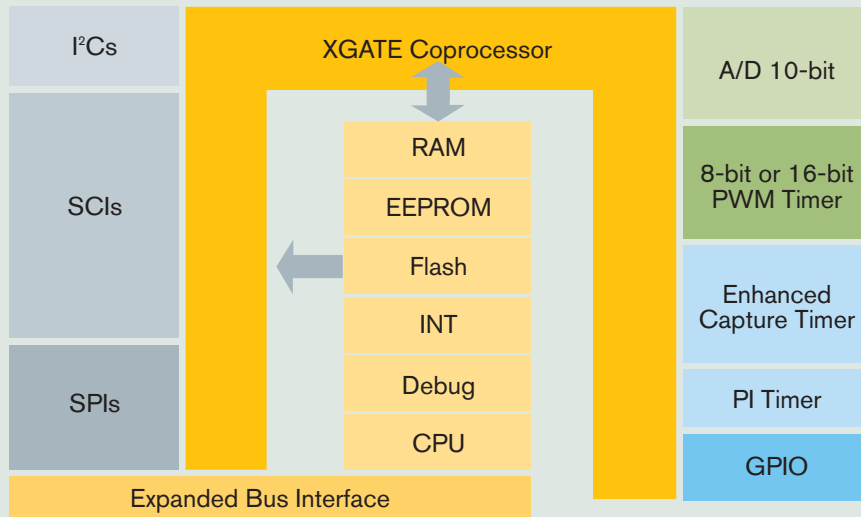 I²Cs
SCIs
SPIs
Expanded Bus Interface
XGATE Coprocessor
RAM
EEPROM
Flash
INT
Debug
CPU
A/D 10-bit
8-bit or 16-bit
PWM Timer
Enhanced
Capture Timer
PI Timer
GPIO